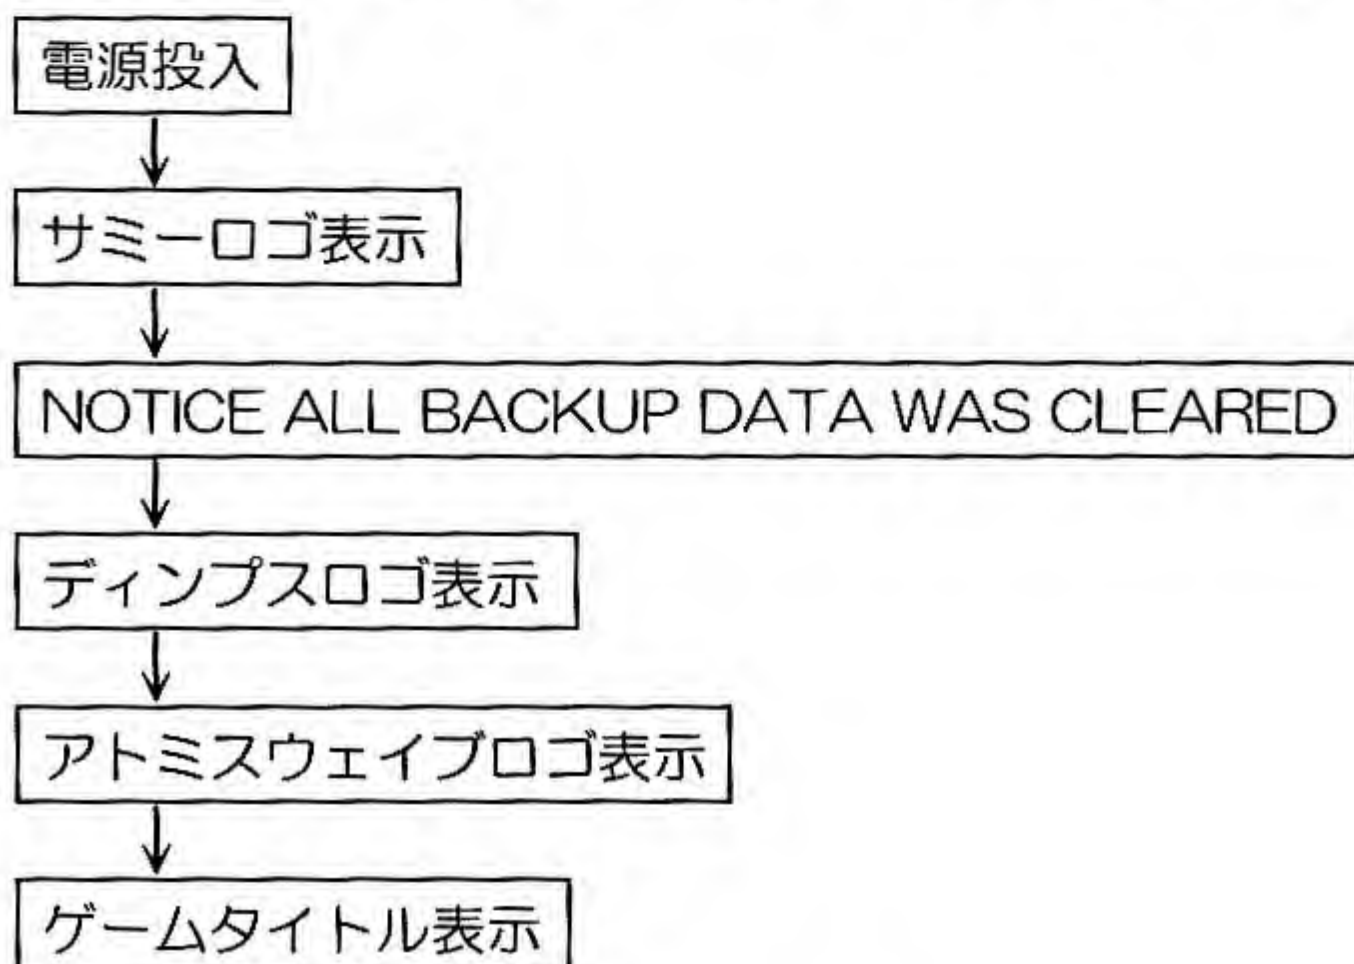 電源投入
サミーロゴ表示
NOTICE ALL BACKUP DATA WAS CLEARED
ディンプスロゴ表示
アトミスウェイブロゴ表示
ゲームタイトル表示